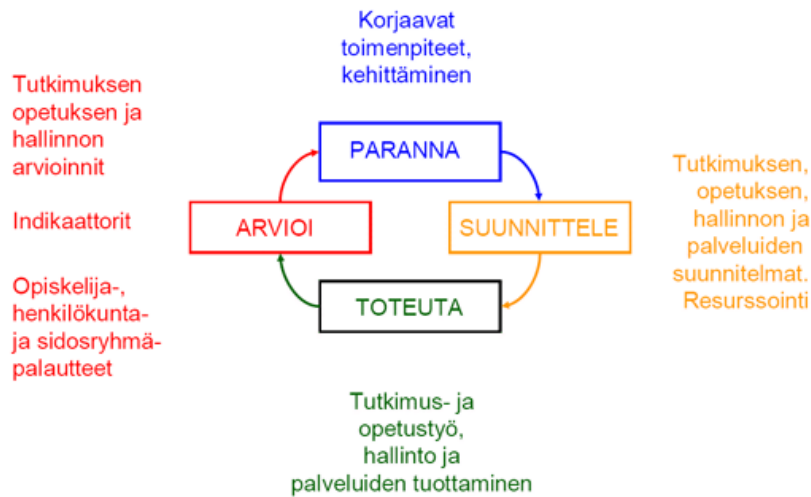 Korjaavat
toimenpiteet,
kehittäminen
Tutkimuksen
opetuksen ja
hallinnon
arvioinnit
Indikaattorit
Opiskelija-,
henkilökunta-
ja sidosryhmä-
palautteet
PARANNA
ARVIOI
SUUNNITTELE
TOTEUTA
Tutkimuksen,
opetuksen,
hallinnon ja
palveluiden
suunnitelmat.
Resurssointi
Tutkimus- ja
opetustyö,
hallinto ja
palveluiden tuottaminen